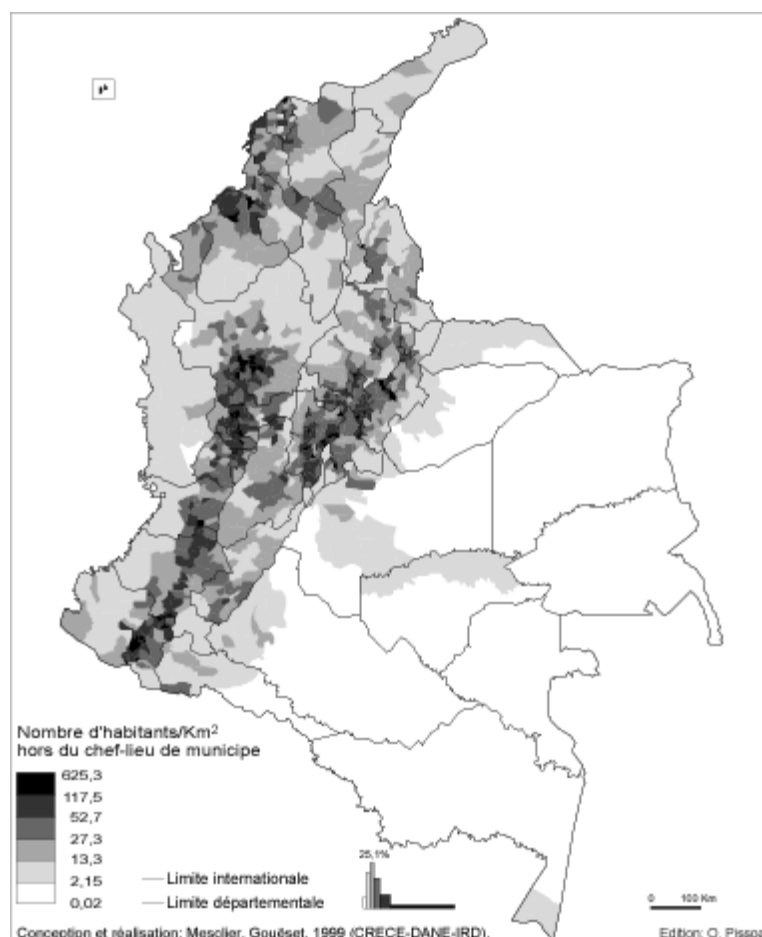 Nombre d'habitants/Km²
hors du chef-lieu de municipe
625,3
117,5
52,7
27,3
13,3
2,15
0,02
Limite internationale
Limite départementale
25,1%
0 100 Km
Conception et réalisation: Mesclier, Gouëset, 1999 (CRECE-DANE-IRD).
Edition: O. Pissoa